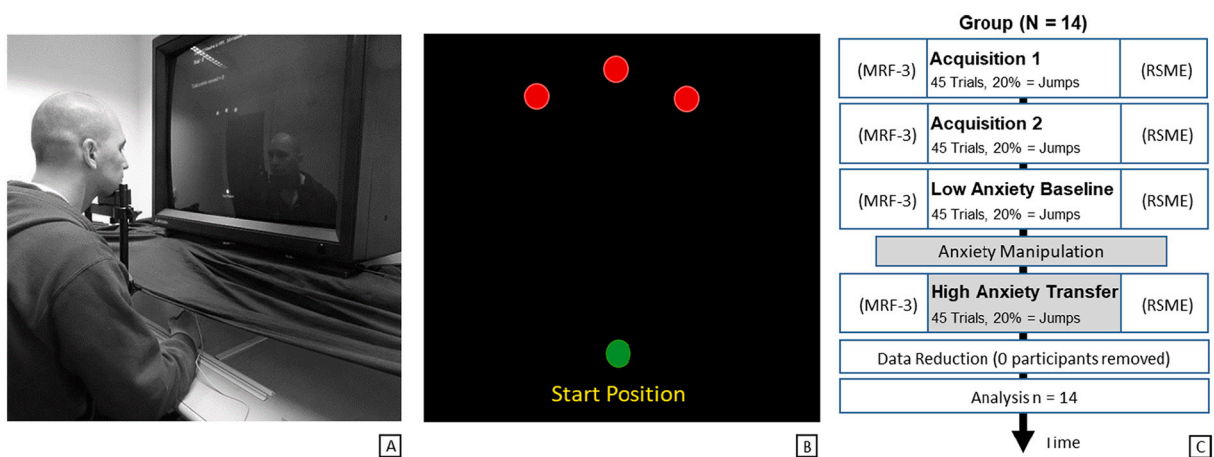 A
Start Position
B
Group (N = 14)
(MRF-3)
Acquisition 1
45 Trials, 20% = Jumps
(RSME)
(MRF-3)
Acquisition 2
45 Trials, 20% = Jumps
(RSME)
(MRF-3)
Low Anxiety Baseline
45 Trials, 20% = Jumps
(RSME)
Anxiety Manipulation
(MRF-3)
High Anxiety Transfer
45 Trials, 20% = Jumps
(RSME)
Data Reduction (0 participants removed)
Analysis n = 14
Time
C